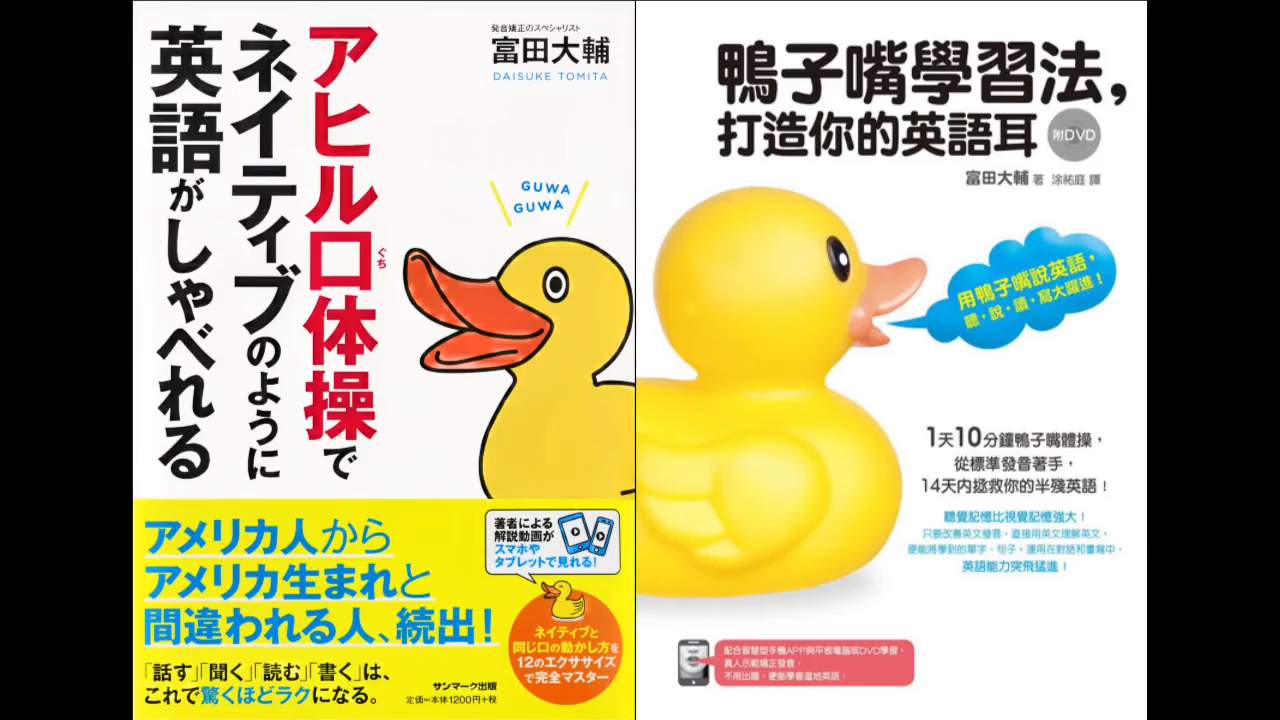 アヒル口体操で
ぐち
ネイティブのように
英語がしゃべれる
発音矯正のスペシャリスト
富田大輔
DAISUKE TOMITA
GUWA
GUWA
アメリカ人から
アメリカ生まれと
間違われる人、続出!
「話す」「聞く」「読む」「書く」は、
これで驚くほどラクになる。
著者による
解説動画が
スマホや
タブレットで見れる!
ネイティブと
同じ口の動かし方を
12のエクササイズ
で完全マスター
サンマーク出版
定価=本体1200円+税
鴨子嘴學習法,
打造你的英語耳
附DVD
富田大輔 著 涂祐庭 譯
用鴨子嘴說英語,
聽・說・讀・寫大躍進!
1天10分鐘鴨子嘴體操,
從標準發音著手,
14天內拯救你的半殘英語!
聽覺記憶比視覺記憶強大!
只要改善英文發音,直接用英文理解英文,
便能將學到的單字、句子,運用在對話和書寫中,
英語能力突飛猛進!
配合智慧型手機APP與平板電腦或DVD學習,
真人示範矯正發音,
不用出國,便能學會道地英語。